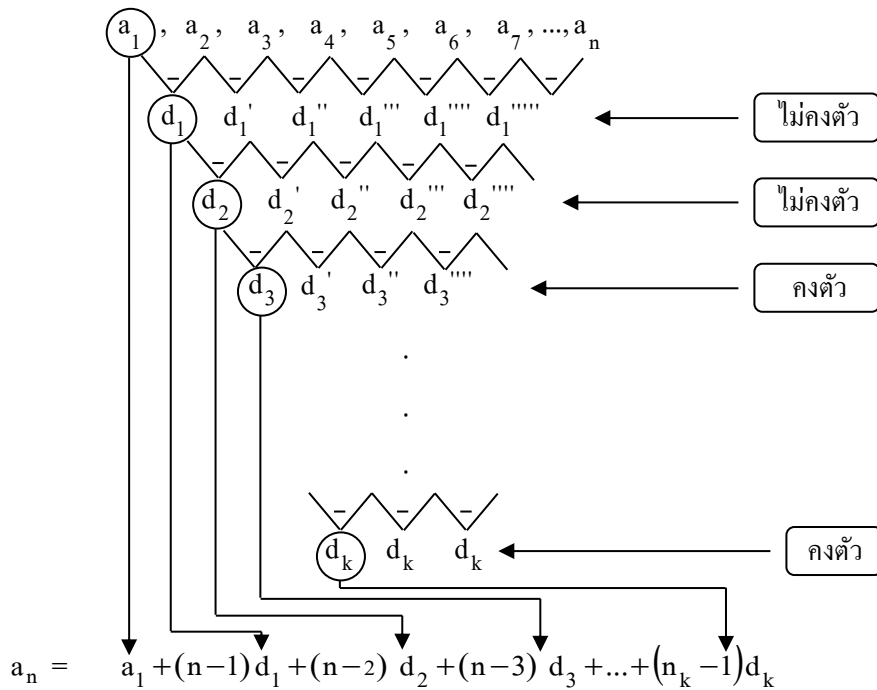 a₁ , a₂ , a₃ , a₄ , a₅ , a₆ , a₇ , ..., aₙ
− − − − − − −
d₁ d₁' d₁'' d₁''' d₁'''' d₁''''' ไม่คงตัว
− − − − −
d₂ d₂' d₂'' d₂''' d₂'''' ไม่คงตัว
− − − −
d₃ d₃' d₃'' d₃'''' คงตัว
.
.
.
− − −
dₖ dₖ dₖ คงตัว
aₙ = a₁ +(n−1) d₁ +(n−2) d₂ +(n−3) d₃ +...+(nₖ −1)dₖ